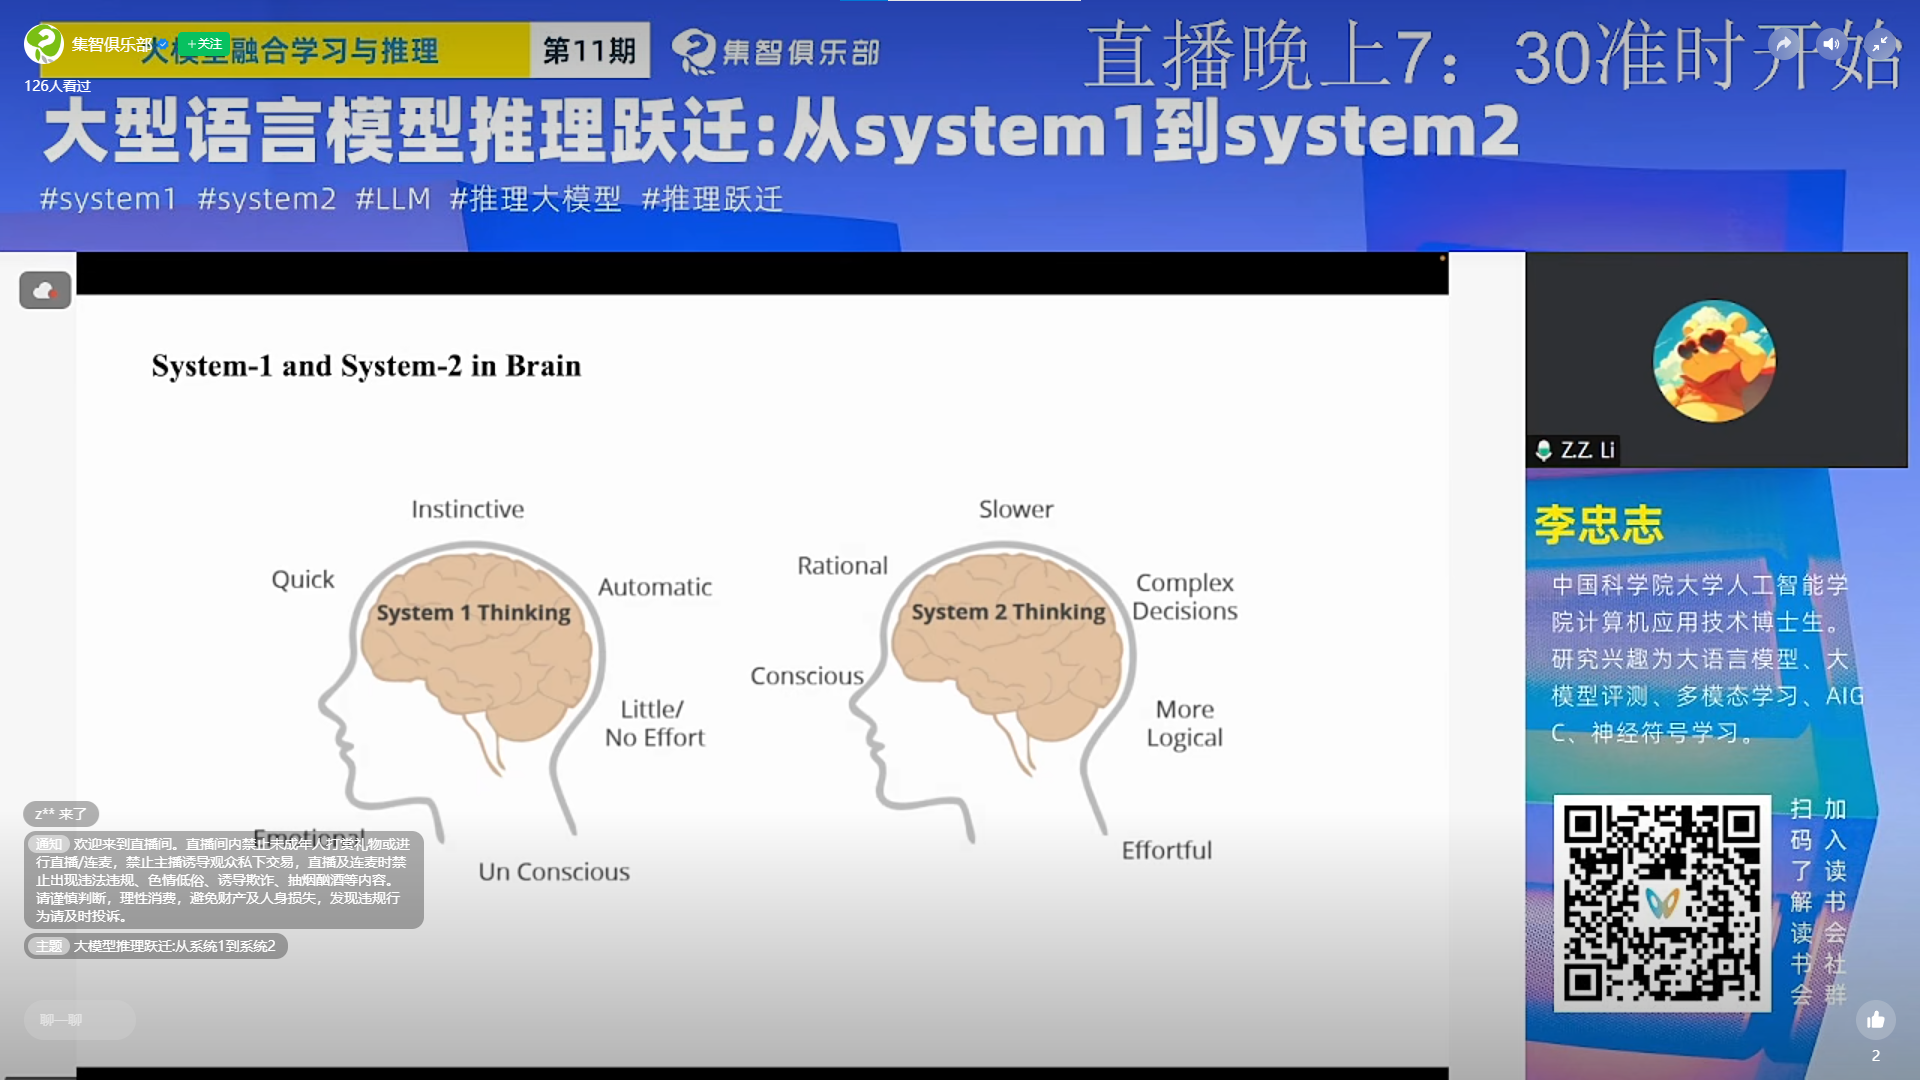 集智俱乐部
+关注
大模型融合学习与推理
第11期
集智俱乐部
直播晚上7：30准时开始
126人看过
大型语言模型推理跃迁:从system1到system2
#system1 #system2 #LLM #推理大模型 #推理跃迁
System-1 and System-2 in Brain
Instinctive
Quick
Automatic
System 1 Thinking
Little/
No Effort
Emotional
Un Conscious
Slower
Rational
Complex
Decisions
System 2 Thinking
Conscious
More
Logical
Effortful
Z.Z. Li
李忠志
中国科学院大学人工智能学
院计算机应用技术博士生。
研究兴趣为大语言模型、大
模型评测、多模态学习、AIG
C、神经符号学习。
扫码了解读书会
加入读书会社群
z** 来了
通知 欢迎来到直播间。直播间内禁止未成年人打赏礼物或进
行直播/连麦，禁止主播诱导观众私下交易，直播及连麦时禁
止出现违法违规、色情低俗、诱导欺诈、抽烟酗酒等内容。
请谨慎判断，理性消费，避免财产及人身损失，发现违规行
为请及时投诉。
主题 大模型推理跃迁:从系统1到系统2
聊一聊
2